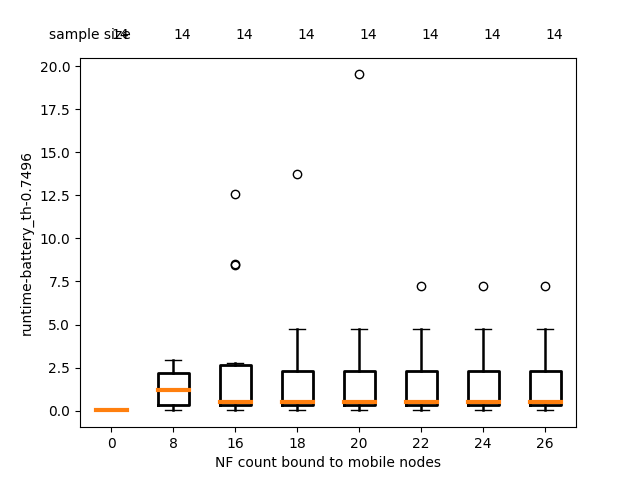 sample size 14 14 14 14 14 14 14 14
20.0
17.5
15.0
12.5
10.0
7.5
5.0
2.5
0.0
runtime-battery_th-0.7496
0 8 16 18 20 22 24 26
NF count bound to mobile nodes